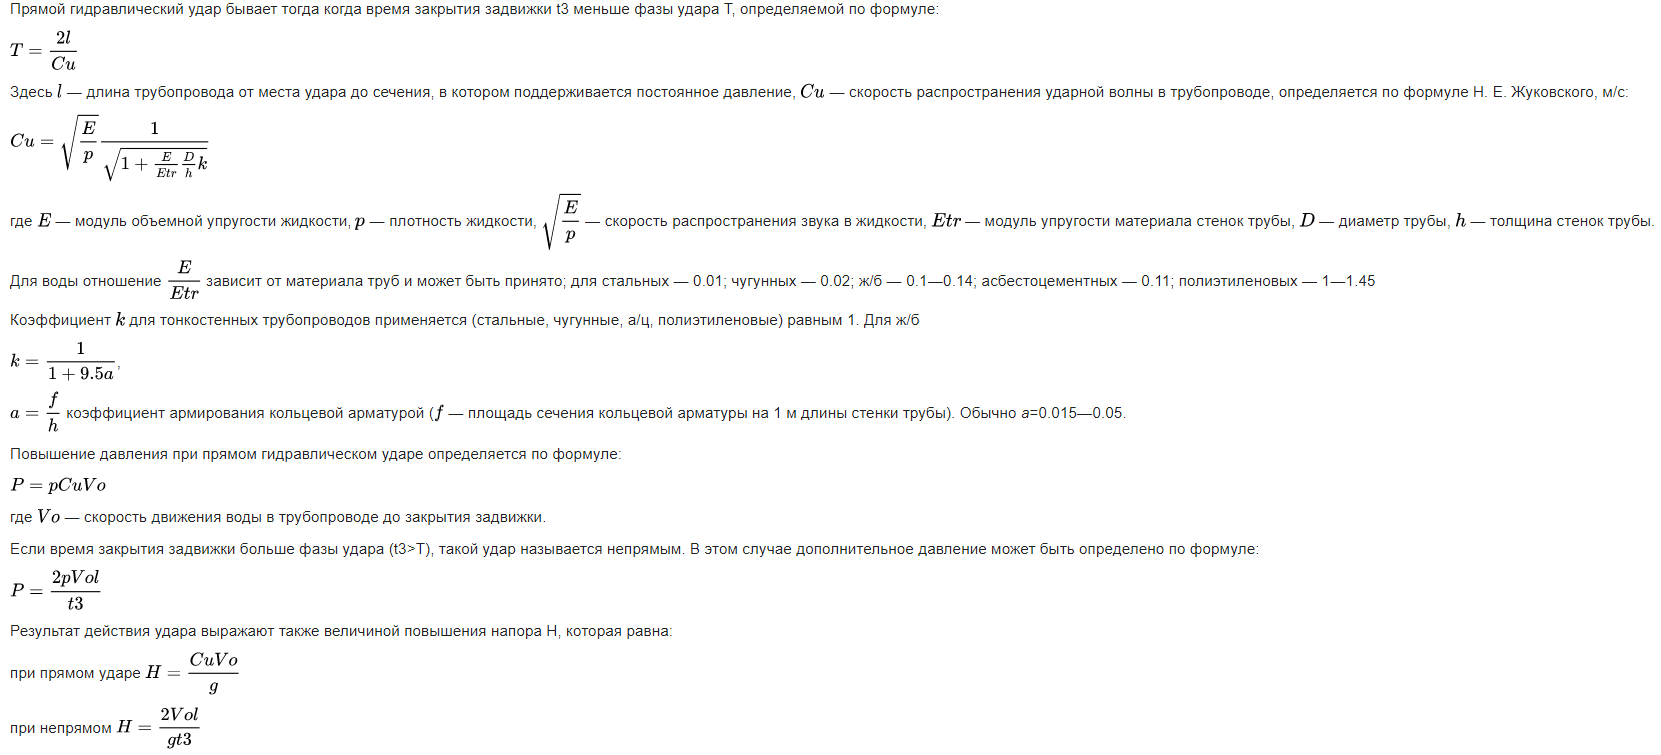 Прямой гидравлический удар бывает тогда когда время закрытия задвижки t3 меньше фазы удара T, определяемой по формуле:
T = \frac{2l}{Cu}
Здесь l — длина трубопровода от места удара до сечения, в котором поддерживается постоянное давление, Cu — скорость распространения ударной волны в трубопроводе, определяется по формуле Н. Е. Жуковского, м/с:
Cu = \sqrt{\frac{E}{p}} \frac{1}{\sqrt{1 + \frac{E}{Etr} \frac{D}{h} k}}
где E — модуль объемной упругости жидкости, p — плотность жидкости, \sqrt{\frac{E}{p}} — скорость распространения звука в жидкости, Etr — модуль упругости материала стенок трубы, D — диаметр трубы, h — толщина стенок трубы.
Для воды отношение \frac{E}{Etr} зависит от материала труб и может быть принято; для стальных — 0.01; чугунных — 0.02; ж/б — 0.1—0.14; асбестоцементных — 0.11; полиэтиленовых — 1—1.45
Коэффициент k для тонкостенных трубопроводов применяется (стальные, чугунные, а/ц, полиэтиленовые) равным 1. Для ж/б
k = \frac{1}{1 + 9.5a},
a = \frac{f}{h} коэффициент армирования кольцевой арматурой (f — площадь сечения кольцевой арматуры на 1 м длины стенки трубы). Обычно a=0.015—0.05.
Повышение давления при прямом гидравлическом ударе определяется по формуле:
P = pCuVo
где Vo — скорость движения воды в трубопроводе до закрытия задвижки.
Если время закрытия задвижки больше фазы удара (t3>T), такой удар называется непрямым. В этом случае дополнительное давление может быть определено по формуле:
P = \frac{2pVol}{t3}
Результат действия удара выражают также величиной повышения напора H, которая равна:
при прямом ударе H = \frac{CuVo}{g}
при непрямом H = \frac{2Vol}{gt3}